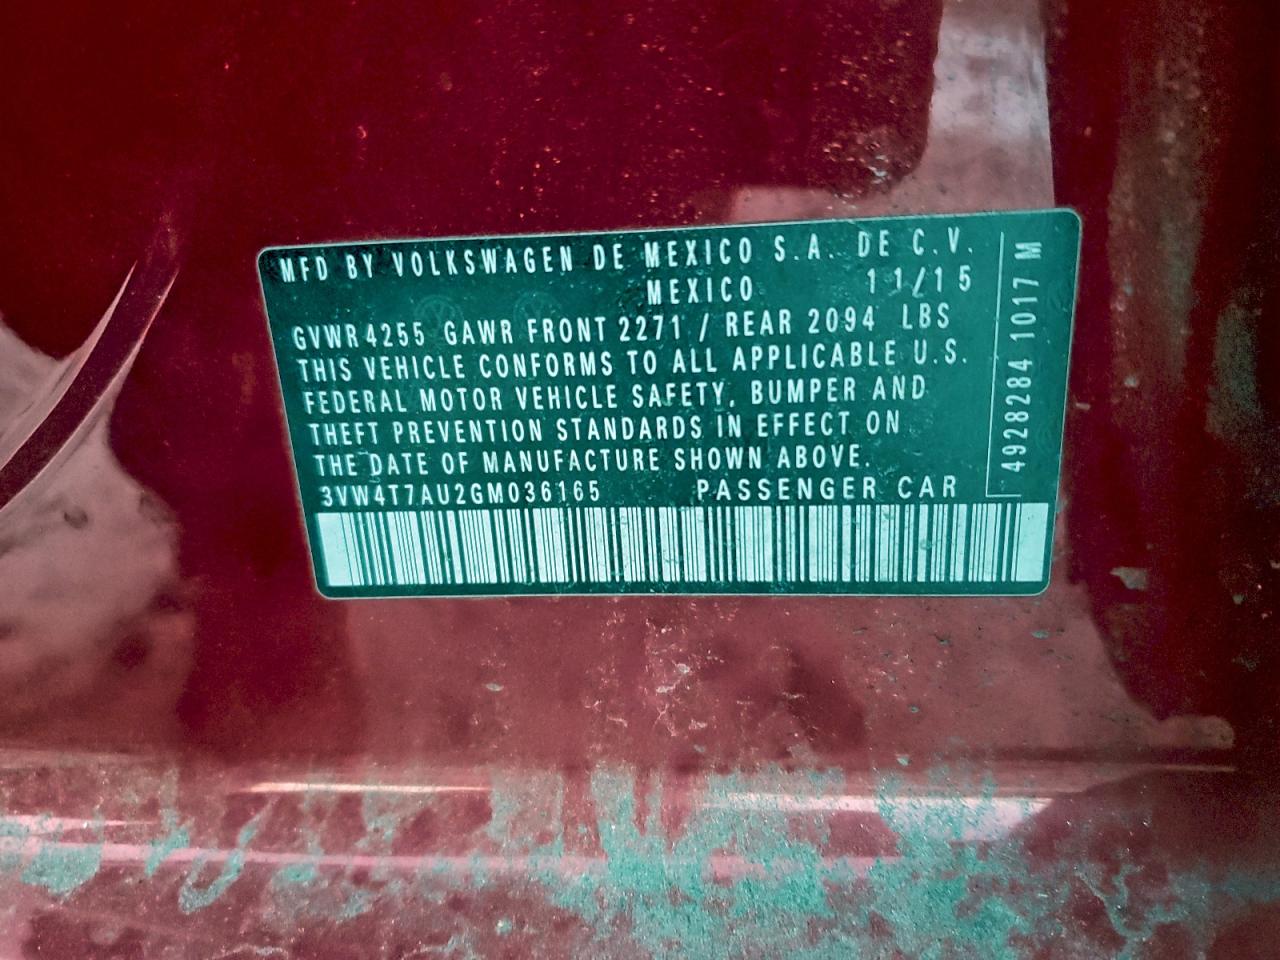 MFD BY VOLKSWAGEN DE MEXICO S.A. DE C.V.
MEXICO 11/15
GVWR 4255 GAWR FRONT 2271 / REAR 2094 LBS
THIS VEHICLE CONFORMS TO ALL APPLICABLE U.S.
FEDERAL MOTOR VEHICLE SAFETY, BUMPER AND
THEFT PREVENTION STANDARDS IN EFFECT ON
THE DATE OF MANUFACTURE SHOWN ABOVE.
3VW4T7AU2GM036165 PASSENGER CAR
4928284 1017 M